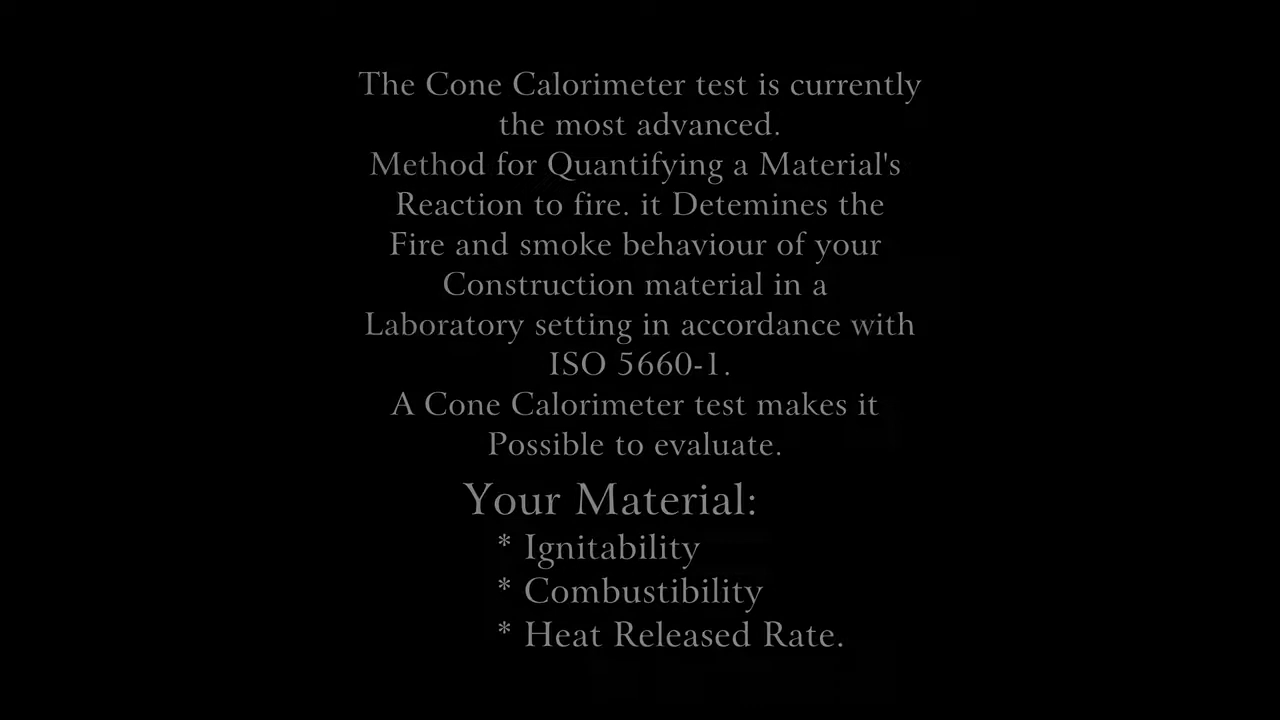 The Cone Calorimeter test is currently
the most advanced.
Method for Quantifying a Material's
Reaction to fire. it Detemines the
Fire and smoke behaviour of your
Construction material in a
Laboratory setting in accordance with
ISO 5660-1.
A Cone Calorimeter test makes it
Possible to evaluate.
Your Material:
* Ignitability
* Combustibility
* Heat Released Rate.